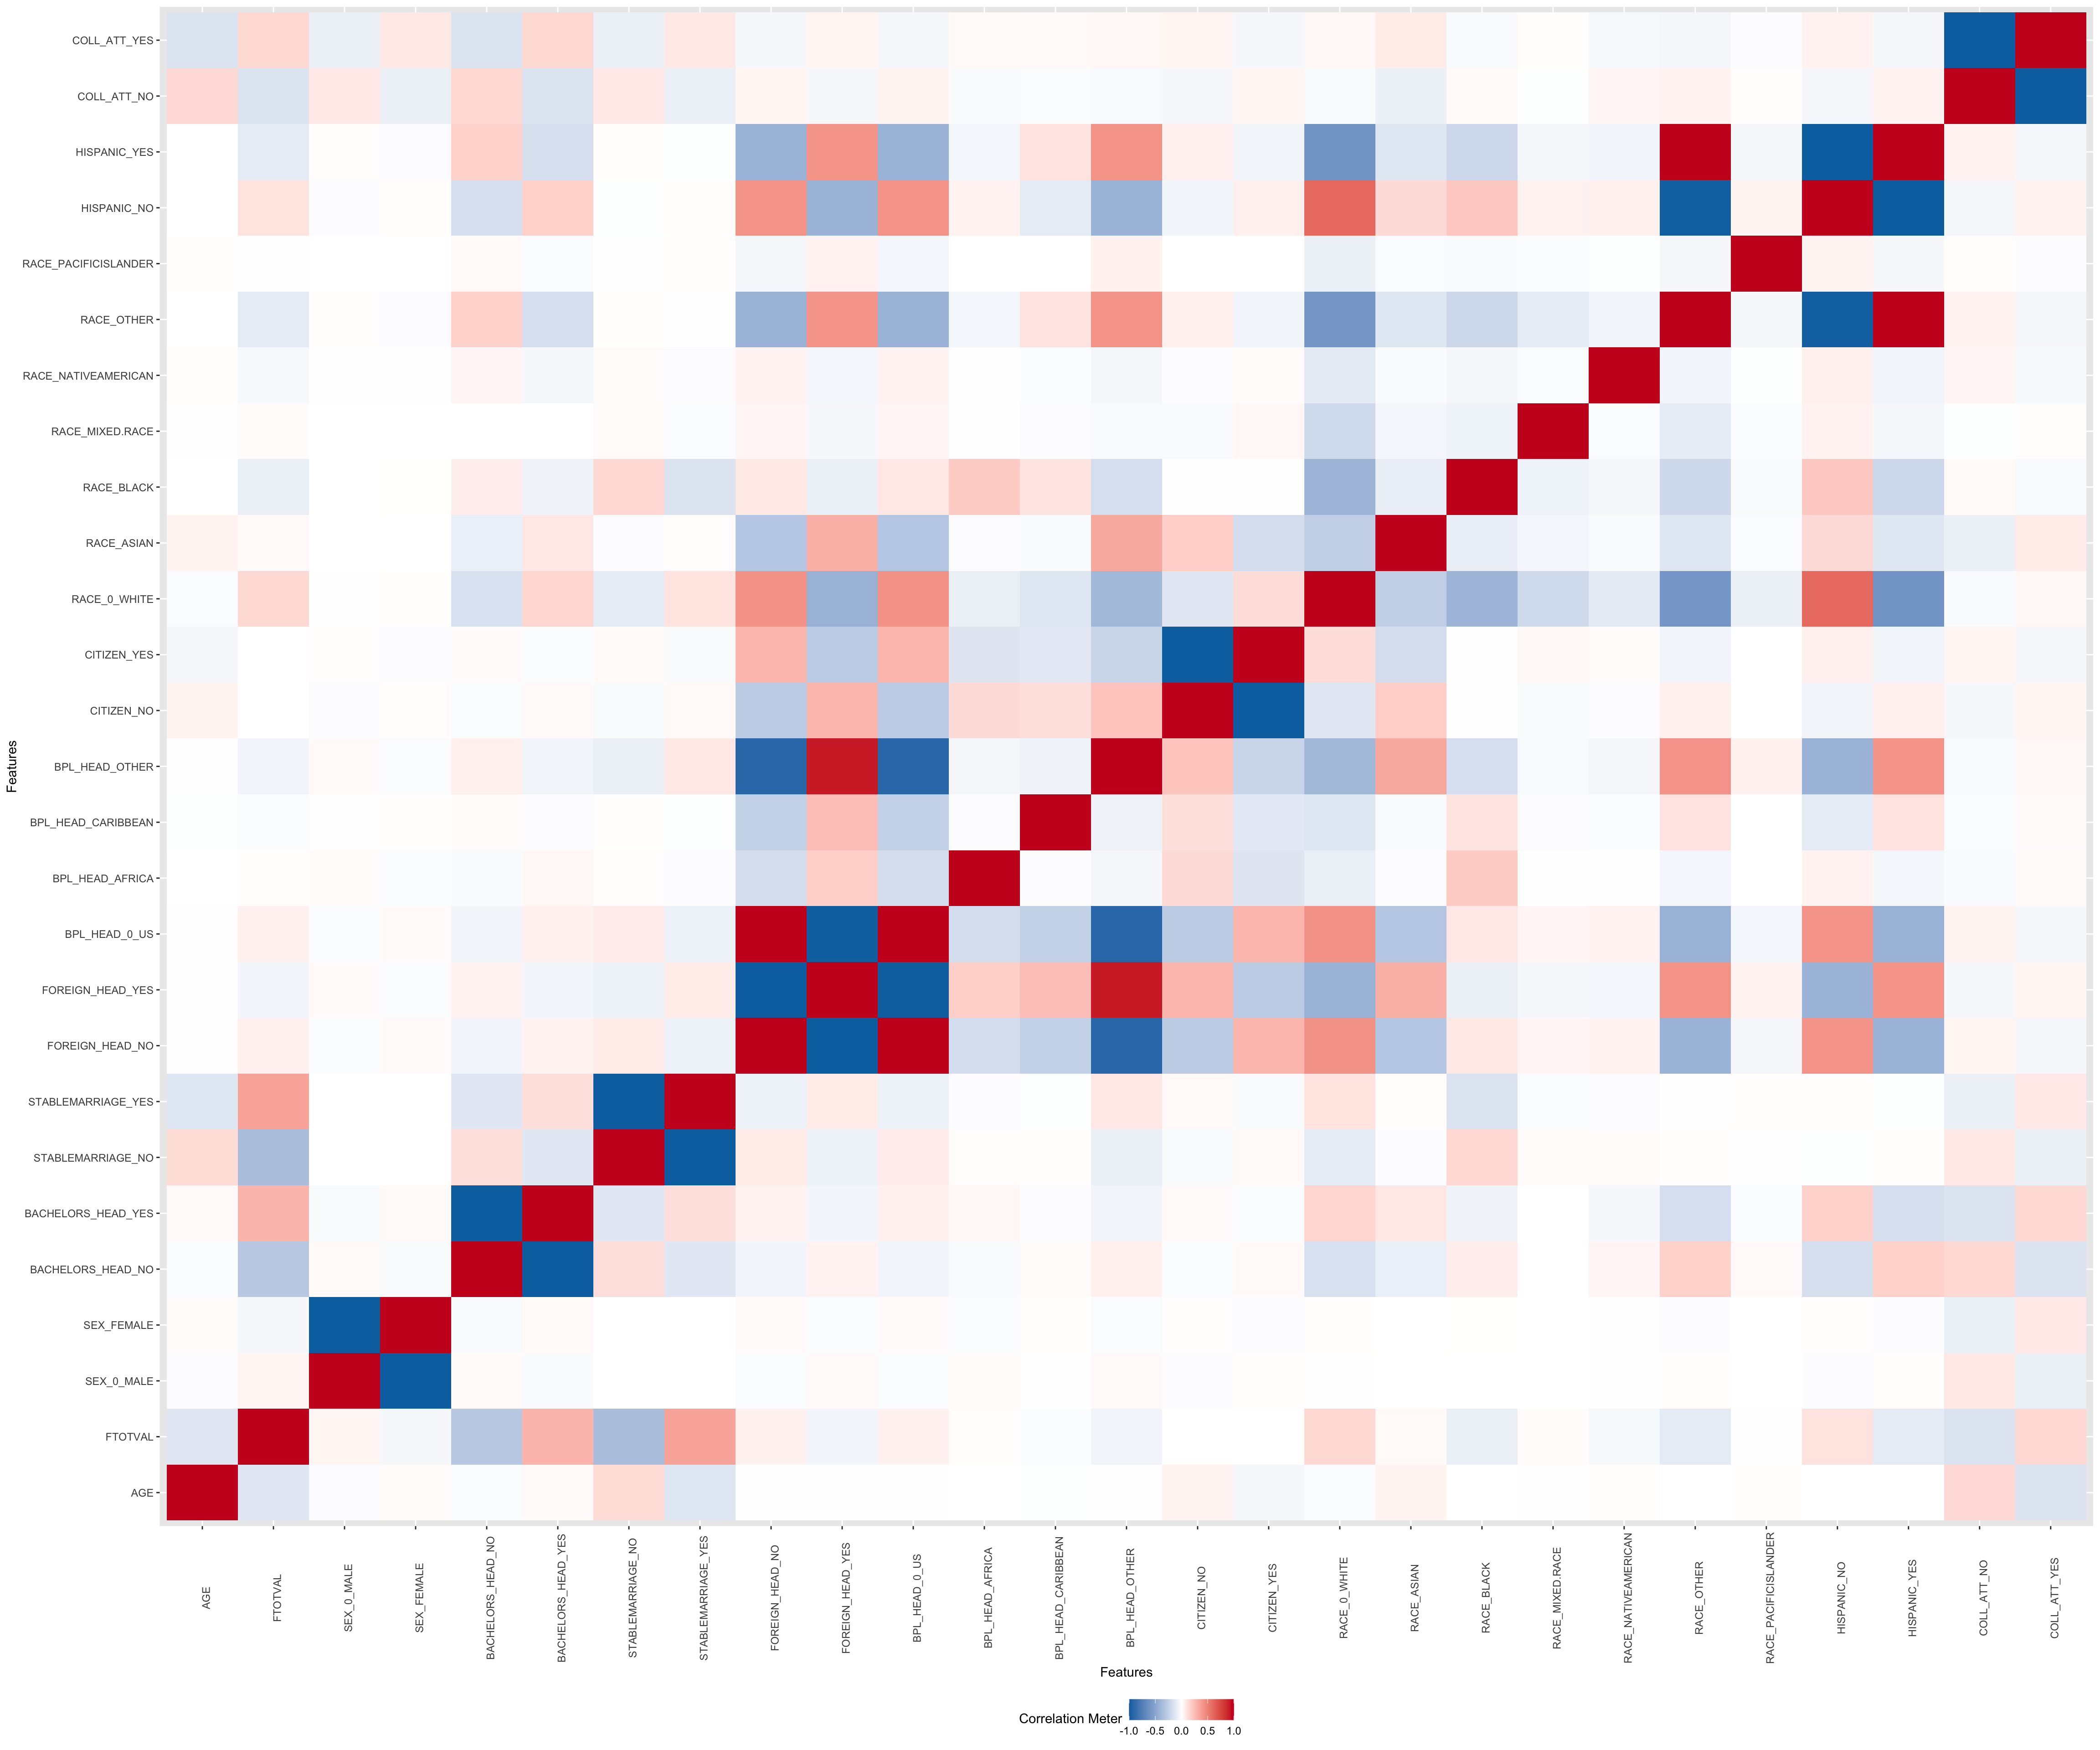 COLL_ATT_YES
COLL_ATT_NO
HISPANIC_YES
HISPANIC_NO
RACE_PACIFICISLANDER
RACE_OTHER
RACE_NATIVEAMERICAN
RACE_MIXED.RACE
RACE_BLACK
RACE_ASIAN
RACE_0_WHITE
CITIZEN_YES
CITIZEN_NO
BPL_HEAD_OTHER
BPL_HEAD_CARIBBEAN
BPL_HEAD_AFRICA
BPL_HEAD_0_US
FOREIGN_HEAD_YES
FOREIGN_HEAD_NO
STABLEMARRIAGE_YES
STABLEMARRIAGE_NO
BACHELORS_HEAD_YES
BACHELORS_HEAD_NO
SEX_FEMALE
SEX_0_MALE
FTOTVAL
AGE
Features
AGE
FTOTVAL
SEX_0_MALE
SEX_FEMALE
BACHELORS_HEAD_NO
BACHELORS_HEAD_YES
STABLEMARRIAGE_NO
STABLEMARRIAGE_YES
FOREIGN_HEAD_NO
FOREIGN_HEAD_YES
BPL_HEAD_0_US
BPL_HEAD_AFRICA
BPL_HEAD_CARIBBEAN
BPL_HEAD_OTHER
CITIZEN_NO
CITIZEN_YES
RACE_0_WHITE
RACE_ASIAN
RACE_BLACK
RACE_MIXED.RACE
RACE_NATIVEAMERICAN
RACE_OTHER
RACE_PACIFICISLANDER
HISPANIC_NO
HISPANIC_YES
COLL_ATT_NO
COLL_ATT_YES
Features
Correlation Meter
-1.0 -0.5 0.0 0.5 1.0